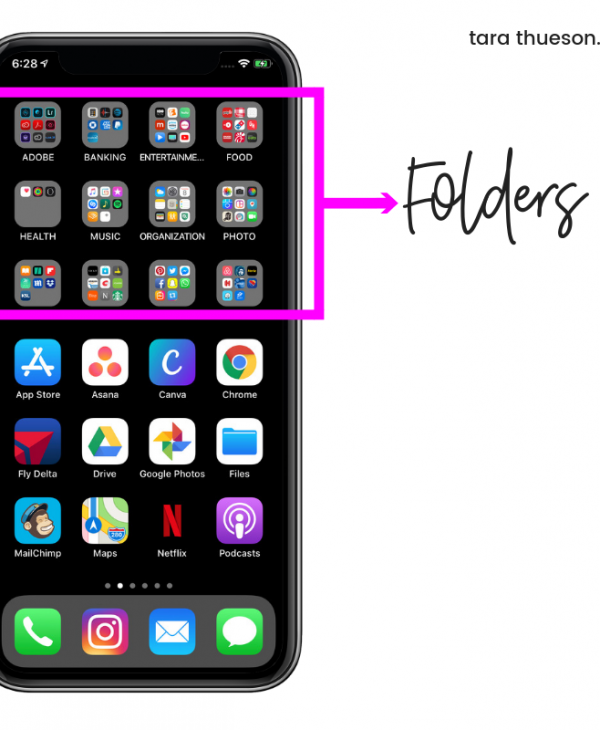 tara thueson.
6:28
ADOBE BANKING ENTERTAINME... FOOD
Folders
HEALTH MUSIC ORGANIZATION PHOTO
App Store Asana Canva Chrome
Fly Delta Drive Google Photos Files
MailChimp Maps Netflix Podcasts